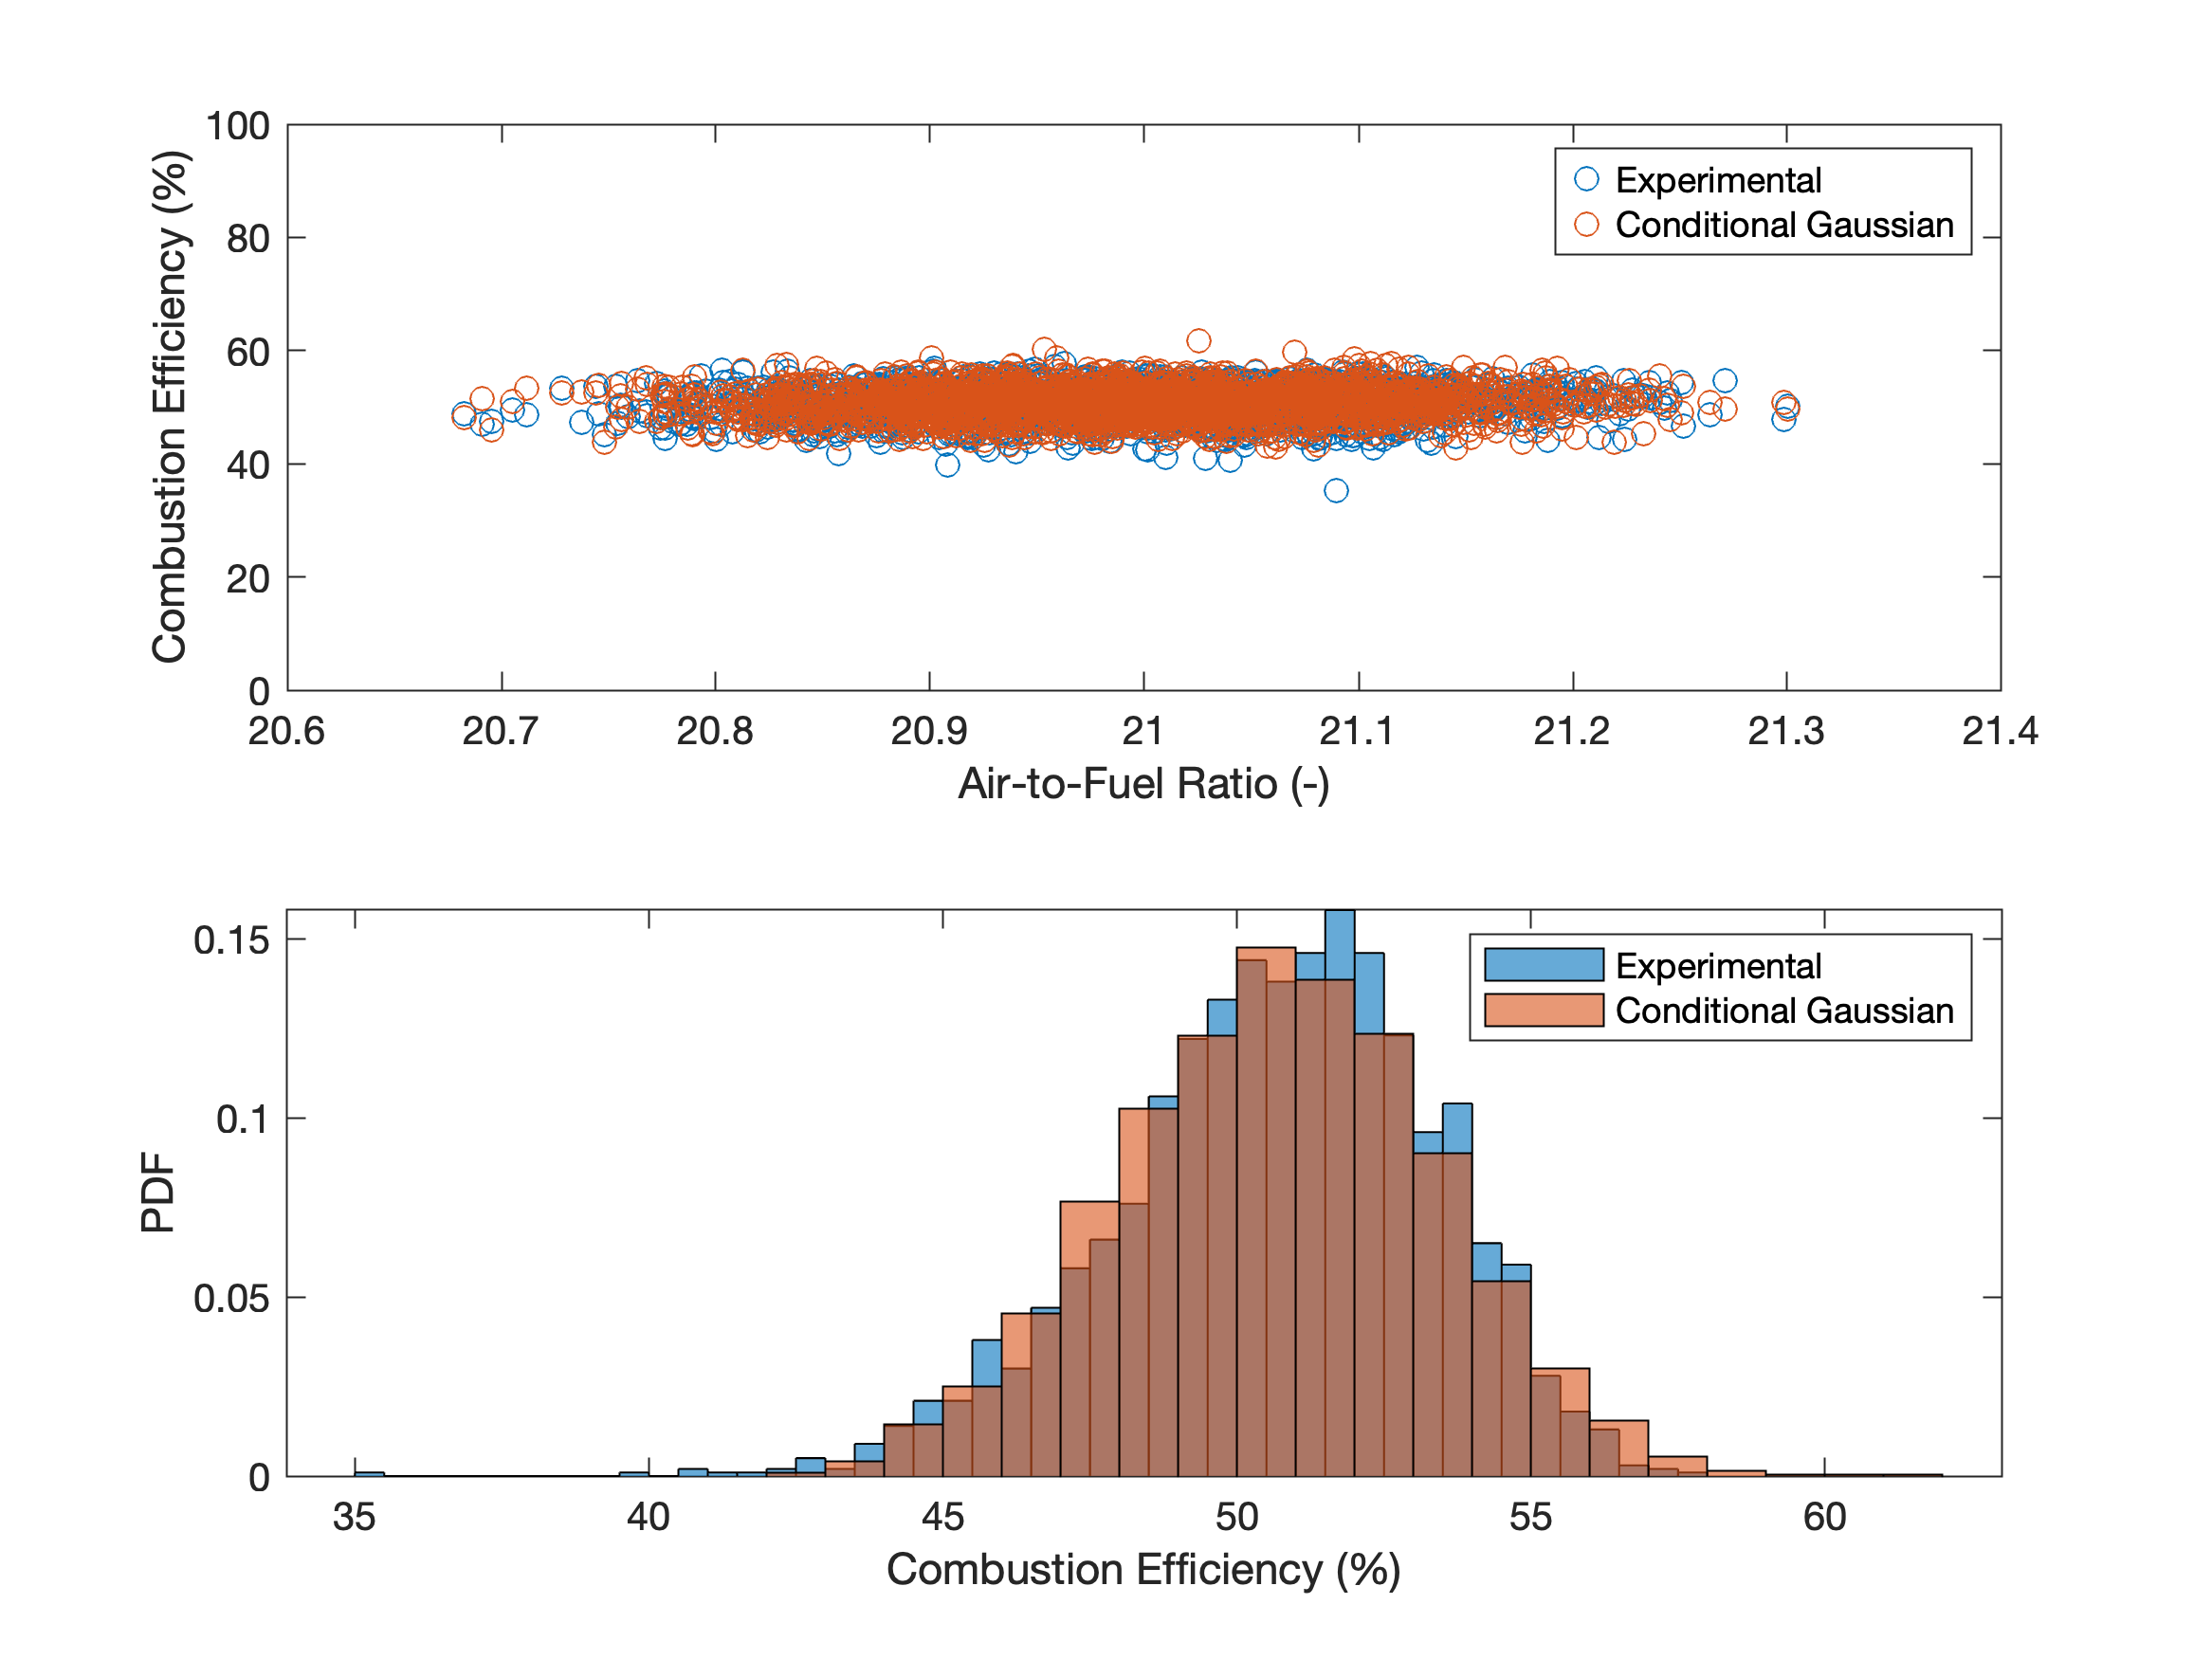 100
80
60
40
20
0
Combustion Efficiency (%)
Experimental
Conditional Gaussian
20.6 20.7 20.8 20.9 21 21.1 21.2 21.3 21.4
Air-to-Fuel Ratio (-)
0.15
0.1
0.05
0
PDF
Experimental
Conditional Gaussian
35 40 45 50 55 60
Combustion Efficiency (%)